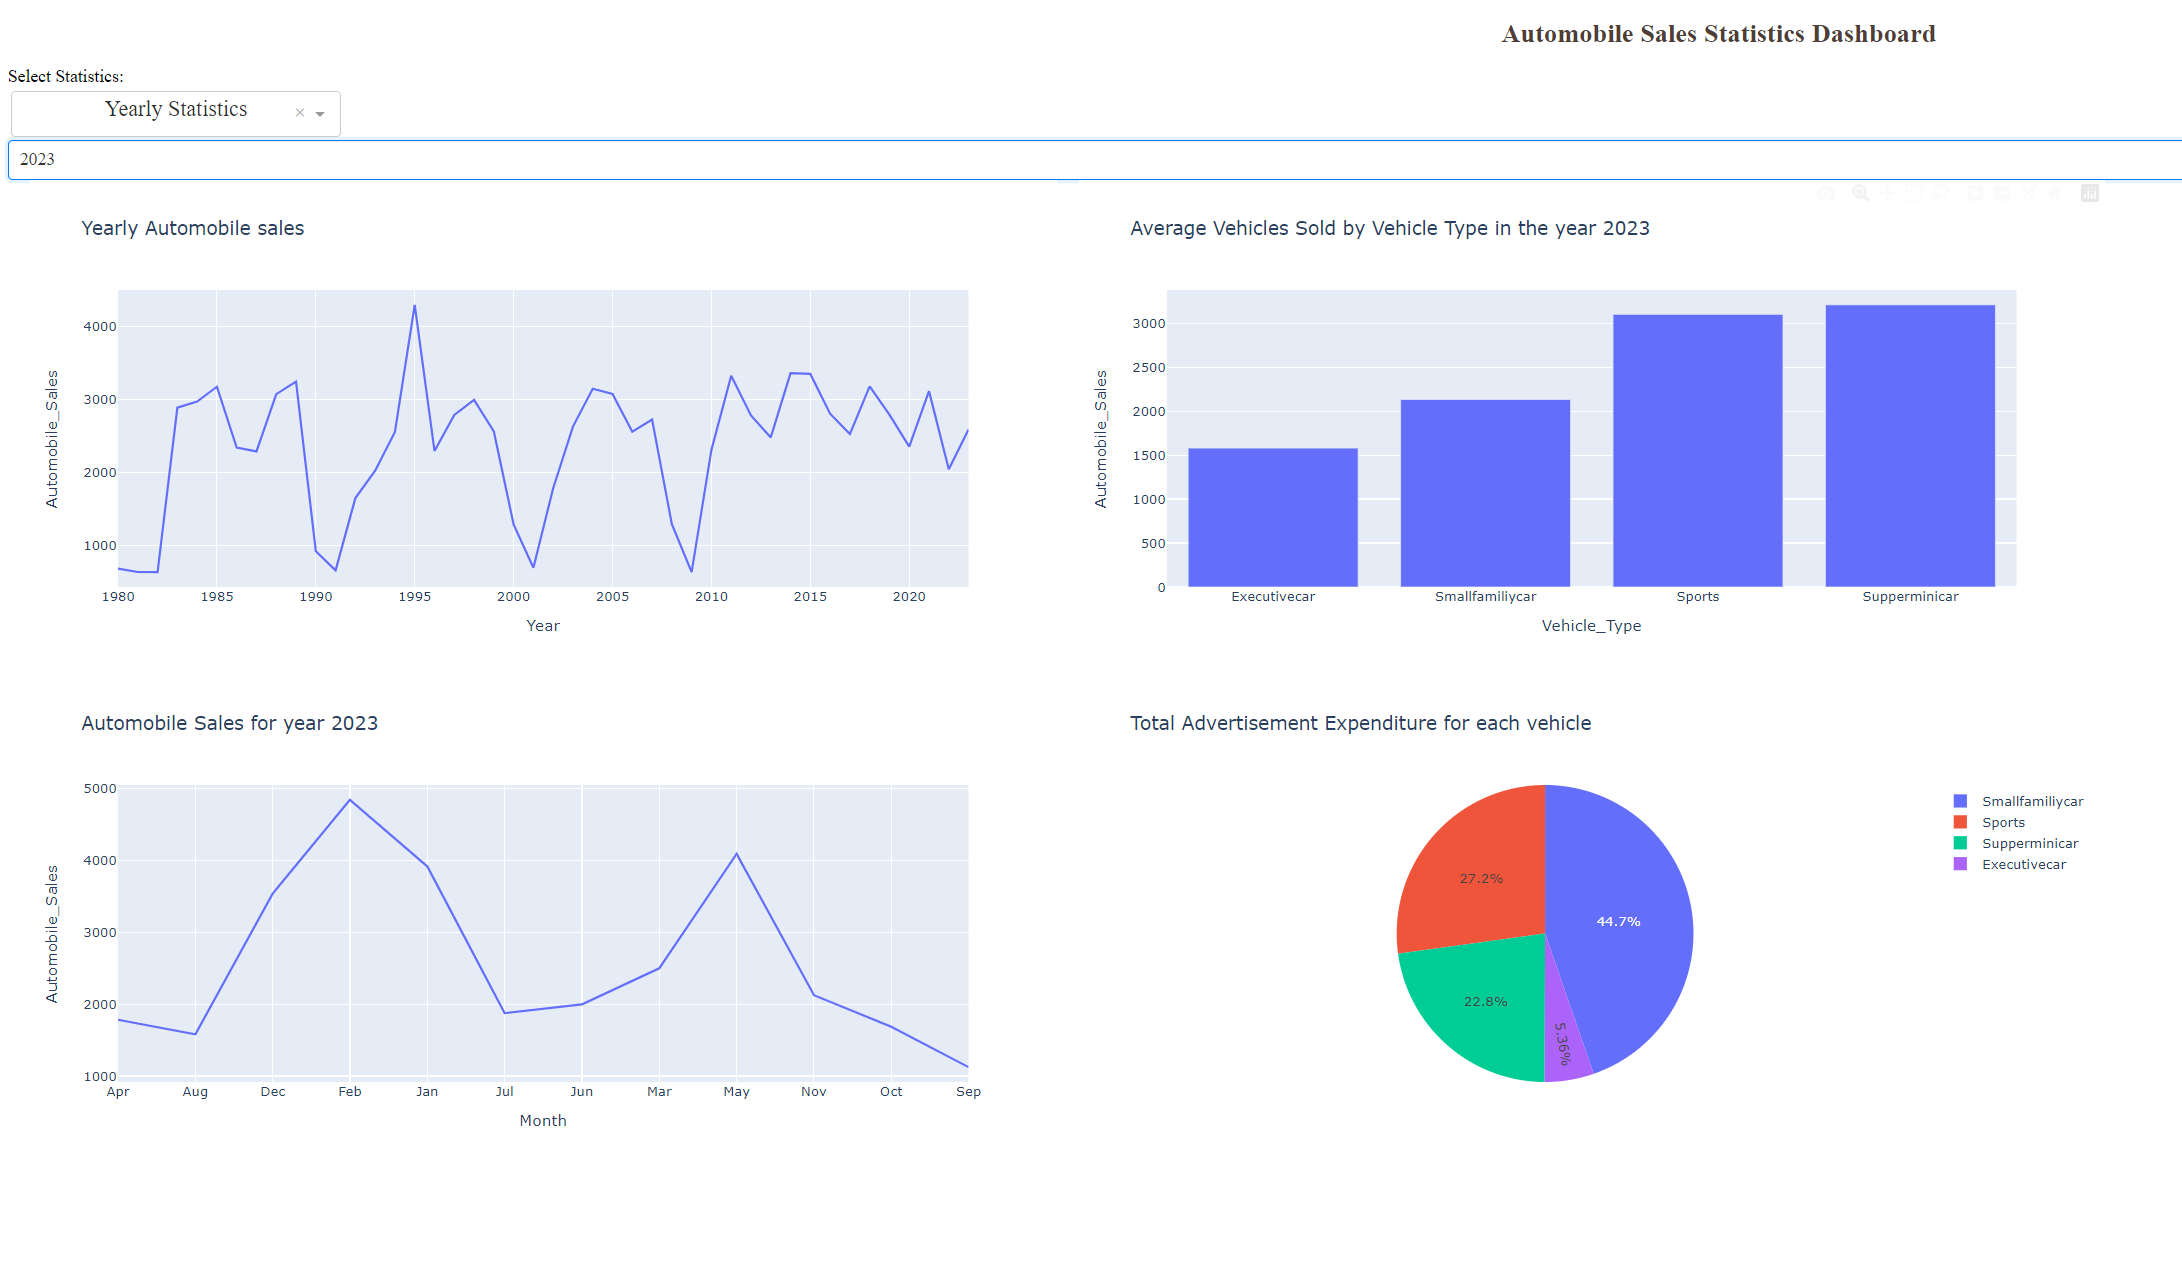 Automobile Sales Statistics Dashboard
Select Statistics:
Yearly Statistics
2023
Yearly Automobile sales
4000
3000
2000
1000
Automobile_Sales
1980 1985 1990 1995 2000 2005 2010 2015 2020
Year
Average Vehicles Sold by Vehicle Type in the year 2023
3000
2500
2000
1500
1000
500
0
Automobile_Sales
Executivecar Smallfamiliycar Sports Supperminicar
Vehicle_Type
Automobile Sales for year 2023
5000
4000
3000
2000
1000
Automobile_Sales
Apr Aug Dec Feb Jan Jul Jun Mar May Nov Oct Sep
Month
Total Advertisement Expenditure for each vehicle
27.2%
44.7%
22.8%
5.36%
Smallfamiliycar
Sports
Supperminicar
Executivecar